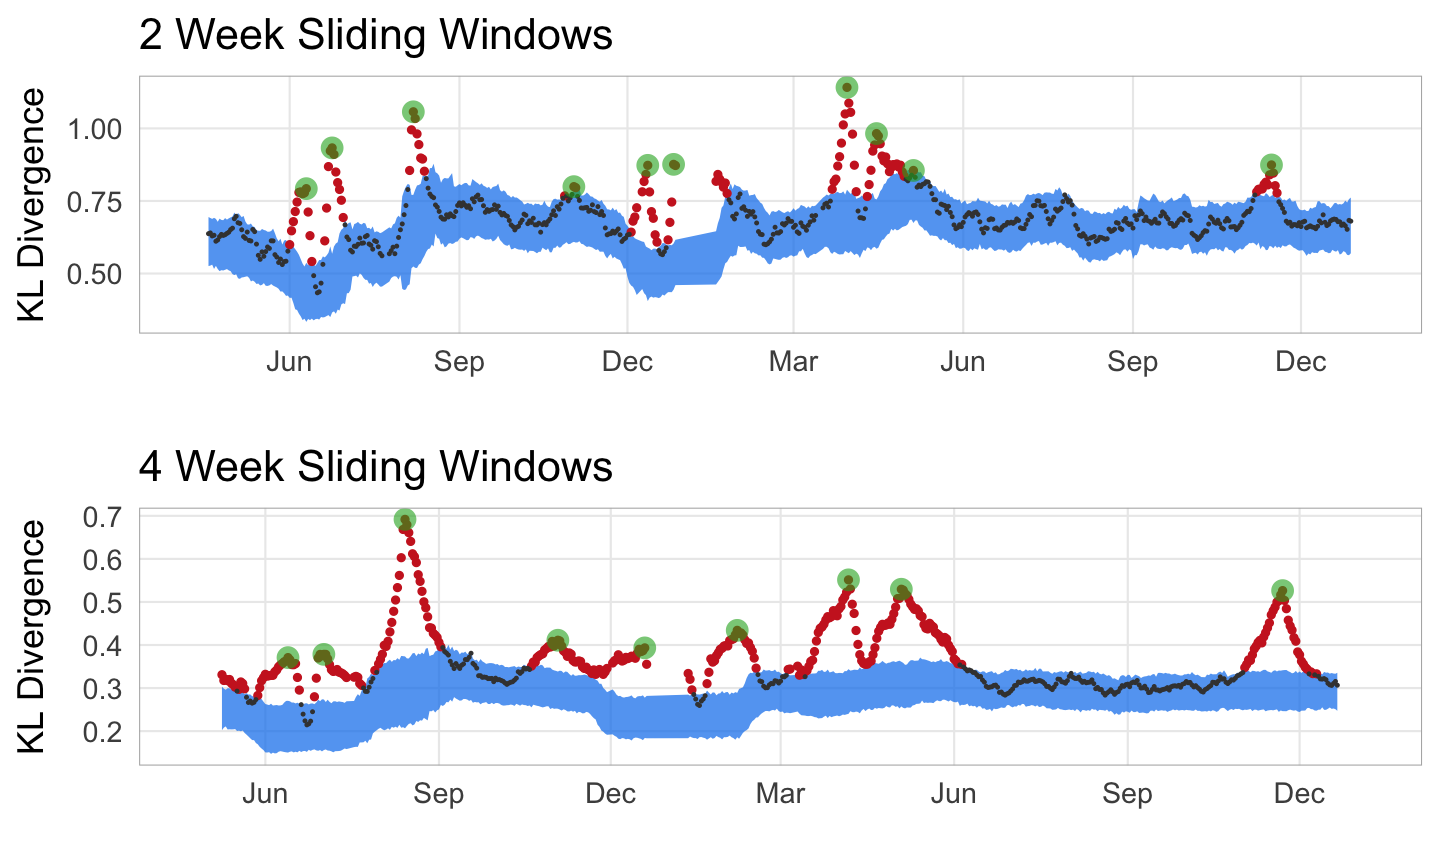 2 Week Sliding Windows
KL Divergence
1.00
0.75
0.50
Jun Sep Dec Mar Jun Sep Dec
4 Week Sliding Windows
KL Divergence
0.7
0.6
0.5
0.4
0.3
0.2
Jun Sep Dec Mar Jun Sep Dec